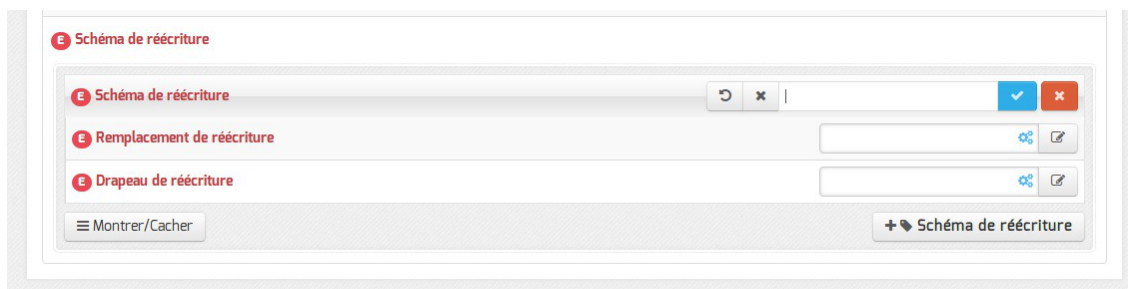 E Schéma de réécriture
E Schéma de réécriture
E Remplacement de réécriture
E Drapeau de réécriture
Montrer/Cacher
Schéma de réécriture